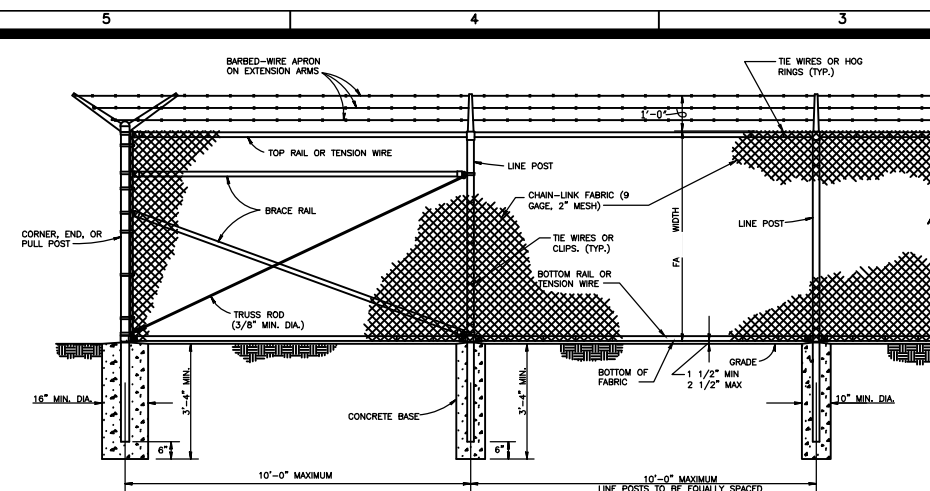 5
4
3
BARBED-WIRE APRON
ON EXTENSION ARMS
TIE WIRES OR HOG
RINGS (TYP.)
1'-0"
TOP RAIL OR TENSION WIRE
LINE POST
CHAIN-LINK FABRIC (9
GAGE, 2" MESH)
BRACE RAIL
WIDTH
LINE POST
CORNER, END, OR
PULL POST
TIE WIRES OR
CLIPS. (TYP.)
FA
BOTTOM RAIL OR
TENSION WIRE
TRUSS ROD
(3/8" MIN. DIA.)
GRADE
BOTTOM OF
FABRIC
1 1/2" MIN
2 1/2" MAX
16" MIN. DIA.
3'-4" MIN.
CONCRETE BASE
3'-4" MIN.
10" MIN. DIA.
6"
6"
10'-0" MAXIMUM
10'-0" MAXIMUM
LINE POSTS TO BE EQUALLY SPACED